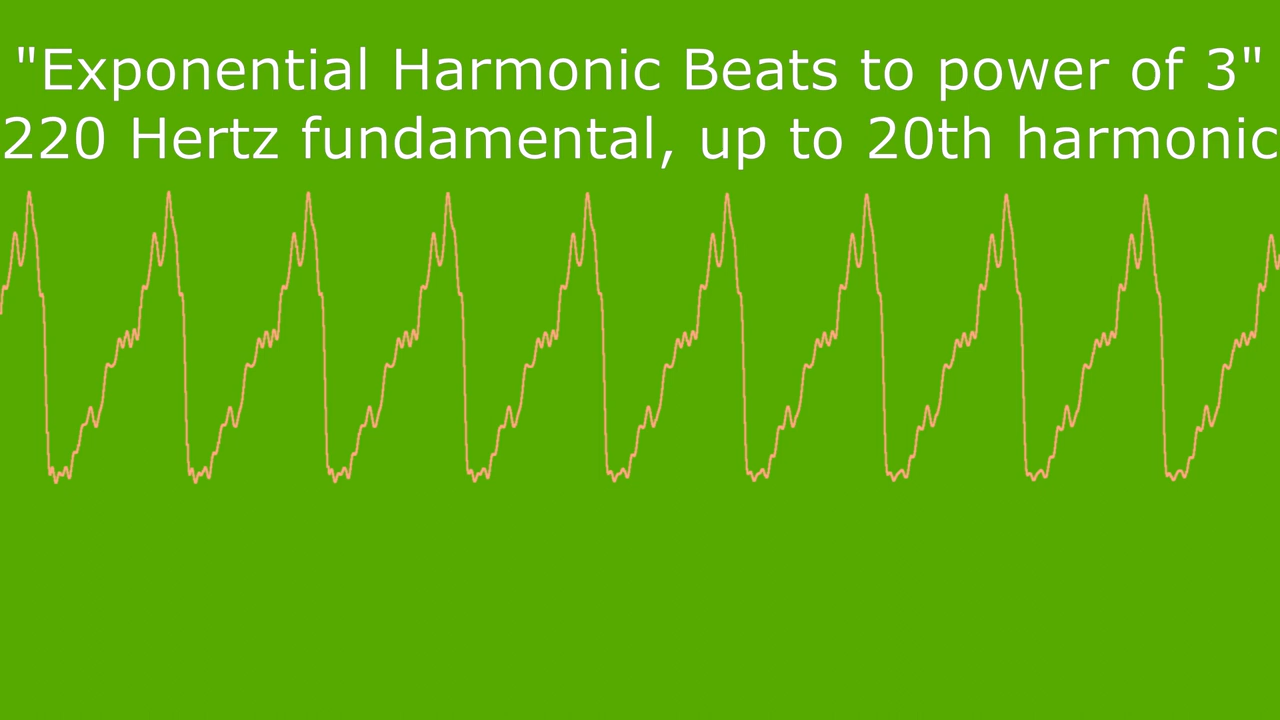 "Exponential Harmonic Beats to power of 3"
220 Hertz fundamental, up to 20th harmonic